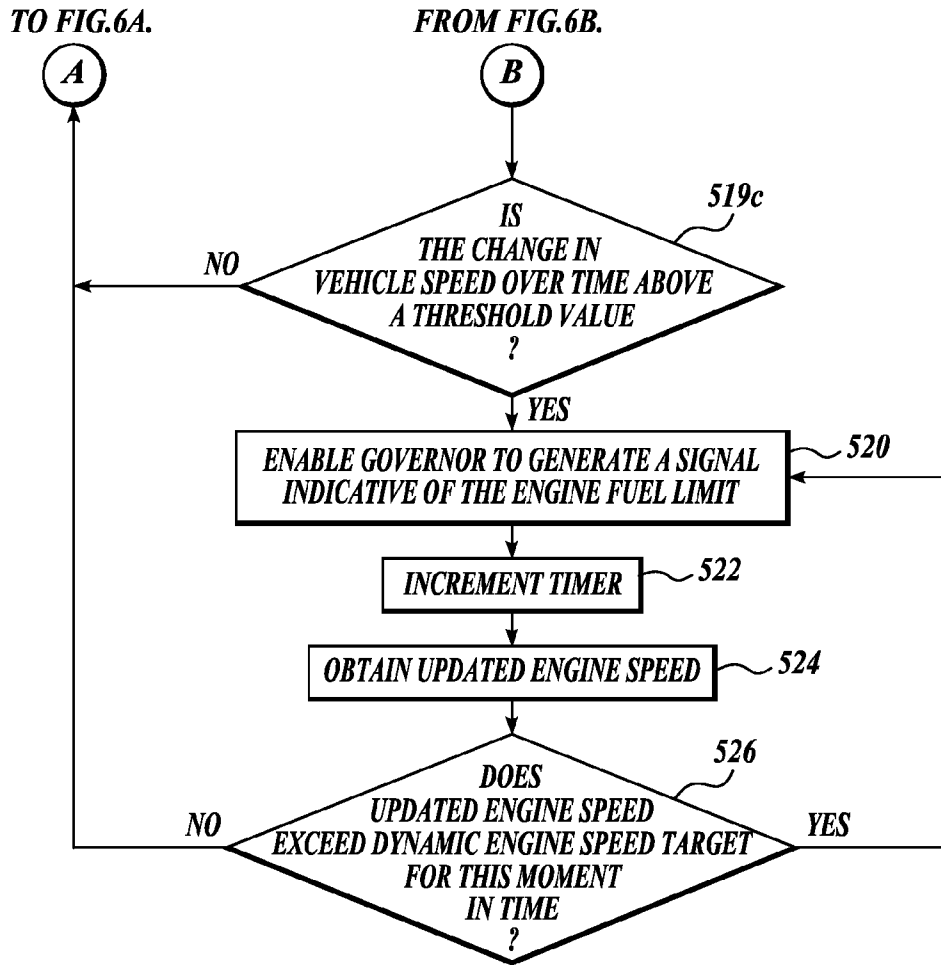 TO FIG.6A.
FROM FIG.6B.
A
B
519c
IS
THE CHANGE IN
VEHICLE SPEED OVER TIME ABOVE
A THRESHOLD VALUE
?
NO
YES
520
ENABLE GOVERNOR TO GENERATE A SIGNAL
INDICATIVE OF THE ENGINE FUEL LIMIT
INCREMENT TIMER
522
OBTAIN UPDATED ENGINE SPEED
524
526
DOES
UPDATED ENGINE SPEED
EXCEED DYNAMIC ENGINE SPEED TARGET
FOR THIS MOMENT
IN TIME
?
NO
YES